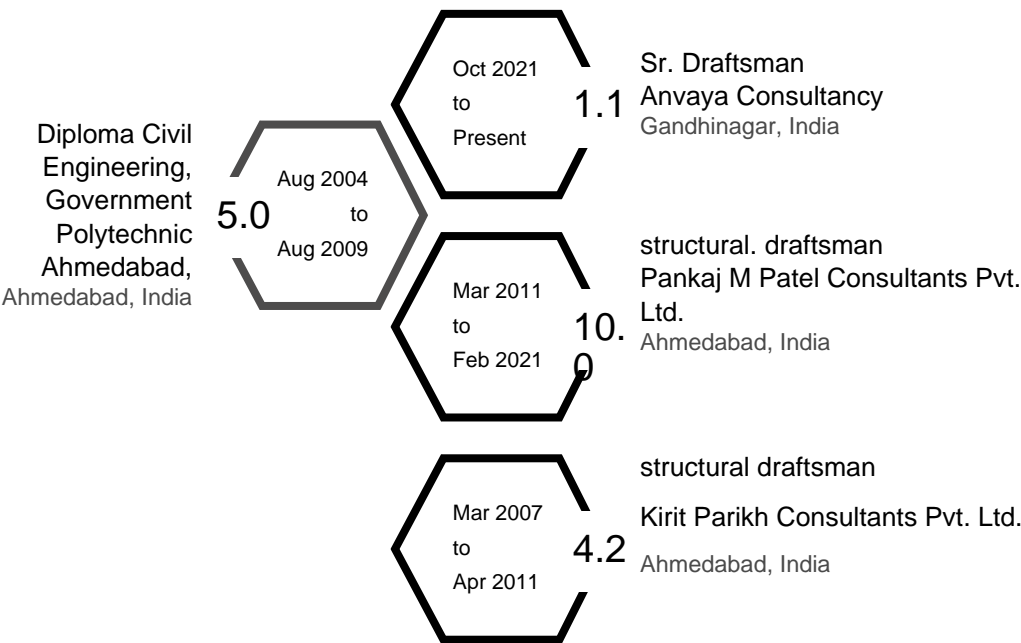 Diploma Civil
Engineering,
Government
Polytechnic
Ahmedabad,
Ahmedabad, India
5.0
Aug 2004
to
Aug 2009
Oct 2021
to
Present
1.1
Sr. Draftsman
Anvaya Consultancy
Gandhinagar, India
Mar 2011
to
Feb 2021
10.
0
structural. draftsman
Pankaj M Patel Consultants Pvt.
Ltd.
Ahmedabad, India
Mar 2007
to
Apr 2011
4.2
structural draftsman
Kirit Parikh Consultants Pvt. Ltd.
Ahmedabad, India